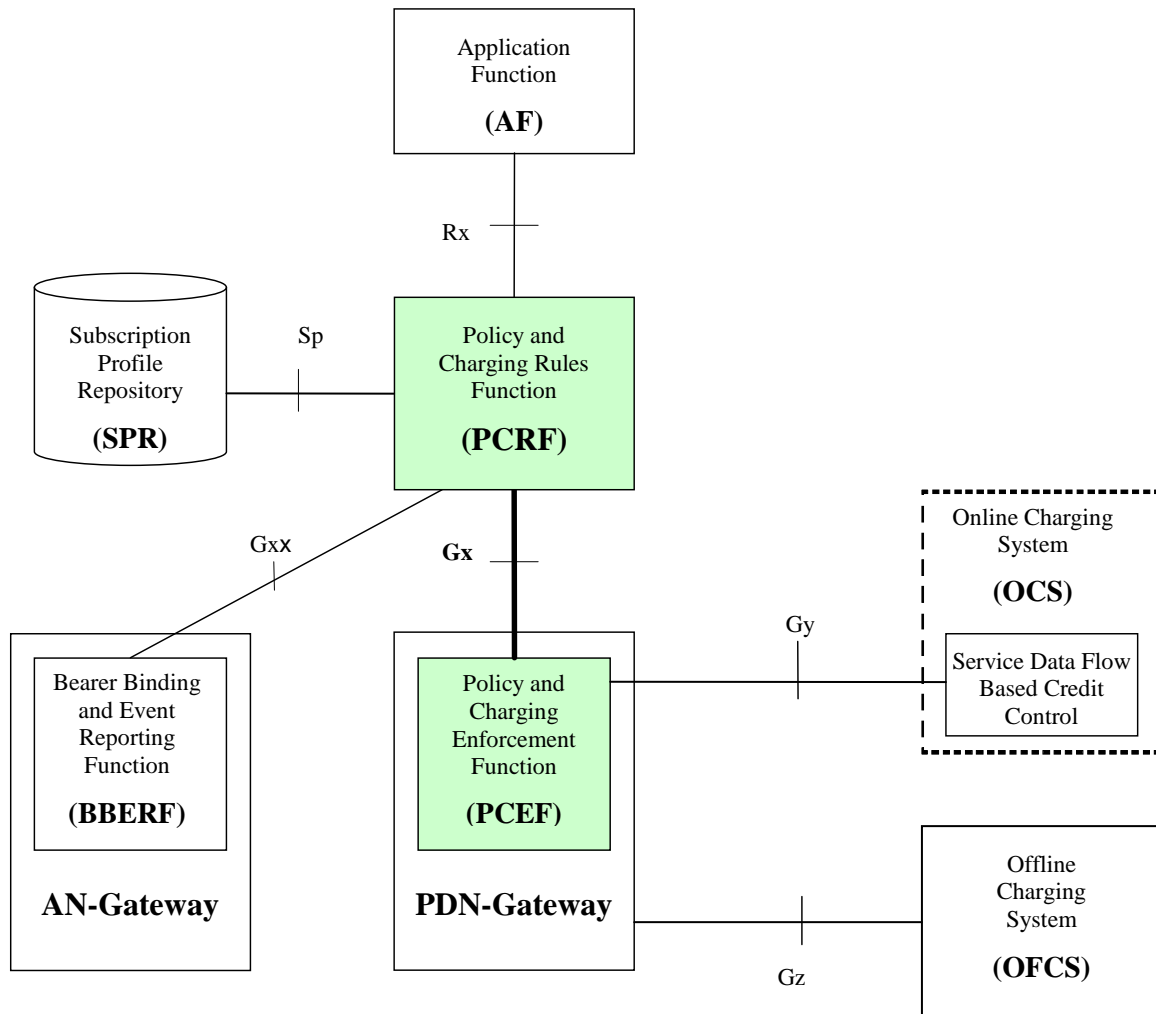 Application
Function
(AF)
Rx
Subscription
Profile
Repository
(SPR)
Sp
Policy and
Charging Rules
Function
(PCRF)
Gxx
Gx
Online Charging
System
(OCS)
Service Data Flow
Based Credit
Control
Gy
Bearer Binding
and Event
Reporting
Function
(BBERF)
AN-Gateway
Policy and
Charging
Enforcement
Function
(PCEF)
PDN-Gateway
Gz
Offline
Charging
System
(OFCS)